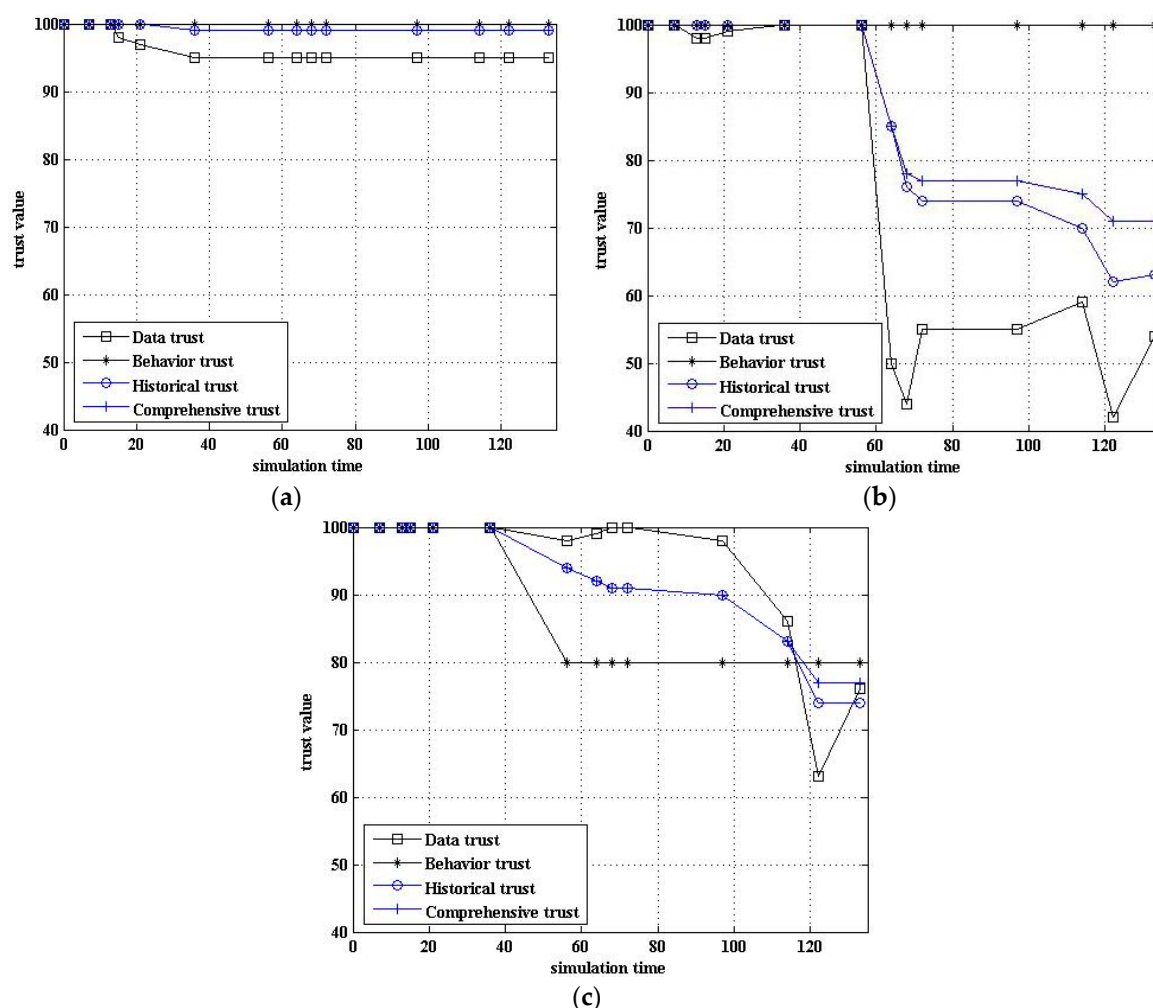 100
90
80
70
60
50
40
trust value
Data trust
Behavior trust
Historical trust
Comprehensive trust
0 20 40 60 80 100 120
simulation time
(a)
100
90
80
70
60
50
40
trust value
Data trust
Behavior trust
Historical trust
Comprehensive trust
0 20 40 60 80 100 120
simulation time
(b)
100
90
80
70
60
50
40
trust value
Data trust
Behavior trust
Historical trust
Comprehensive trust
0 20 40 60 80 100 120
simulation time
(c)